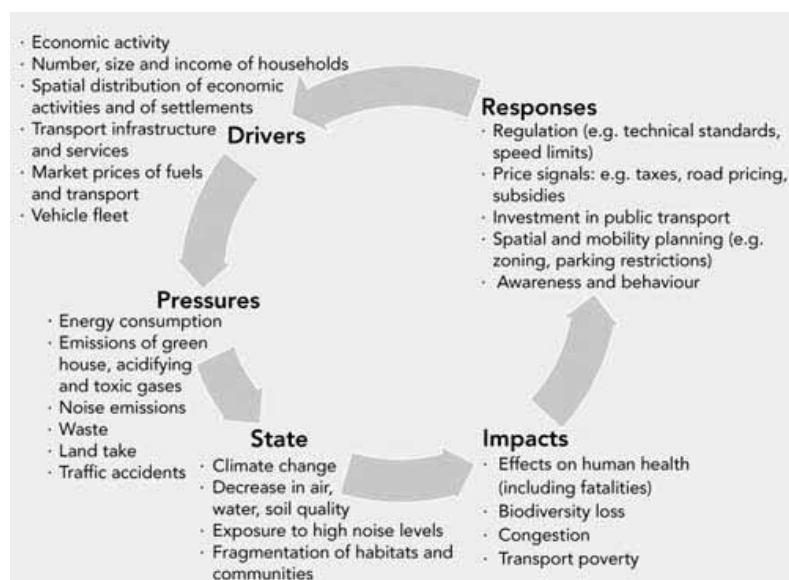 · Economic activity
· Number, size and income of households
· Spatial distribution of economic
activities and of settlements
· Transport infrastructure
and services
· Market prices of fuels
and transport
· Vehicle fleet
Drivers
Responses
· Regulation (e.g. technical standards,
speed limits)
· Price signals: e.g. taxes, road pricing,
subsidies
· Investment in public transport
· Spatial and mobility planning (e.g.
zoning, parking restrictions)
· Awareness and behaviour
Pressures
· Energy consumption
· Emissions of green
house, acidifying
and toxic gases
· Noise emissions
· Waste
· Land take
· Traffic accidents
State
· Climate change
· Decrease in air,
water, soil quality
· Exposure to high noise levels
· Fragmentation of habitats and
communities
Impacts
· Effects on human health
(including fatalities)
· Biodiversity loss
· Congestion
· Transport poverty